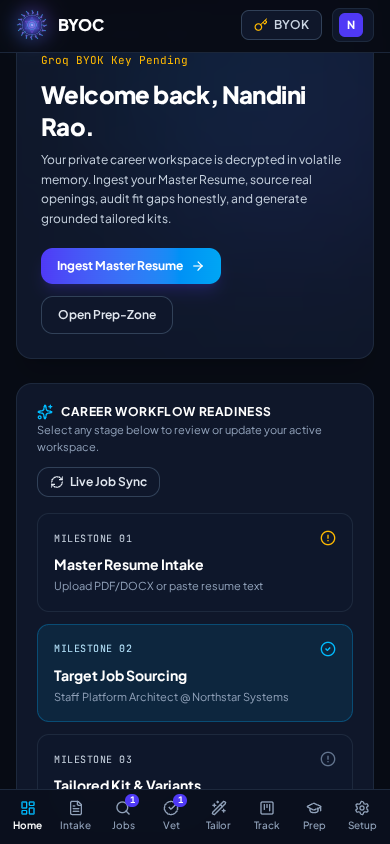 BYOC
BYOK
N
Groq BYOK Key Pending
Welcome back, Nandini
Rao.
Your private career workspace is decrypted in volatile
memory. Ingest your Master Resume, source real
openings, audit fit gaps honestly, and generate
grounded tailored kits.
Ingest Master Resume
Open Prep-Zone
CAREER WORKFLOW READINESS
Select any stage below to review or update your active
workspace.
Live Job Sync
MILESTONE 01
Master Resume Intake
Upload PDF/DOCX or paste resume text
MILESTONE 02
Target Job Sourcing
Staff Platform Architect @ Northstar Systems
MILESTONE 03
Tailored Kit & Variants
1 1
Home Intake Jobs Vet Tailor Track Prep Setup